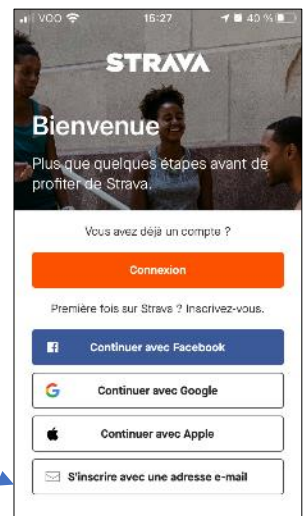 VOO 16:27 40 %
STRAVA
Bienvenue
Plus que quelques étapes avant de
profiter de Strava.
Vous avez déjà un compte ?
Connexion
Première fois sur Strava ? Inscrivez-vous.
Continuer avec Facebook
Continuer avec Google
Continuer avec Apple
S'inscrire avec une adresse e-mail